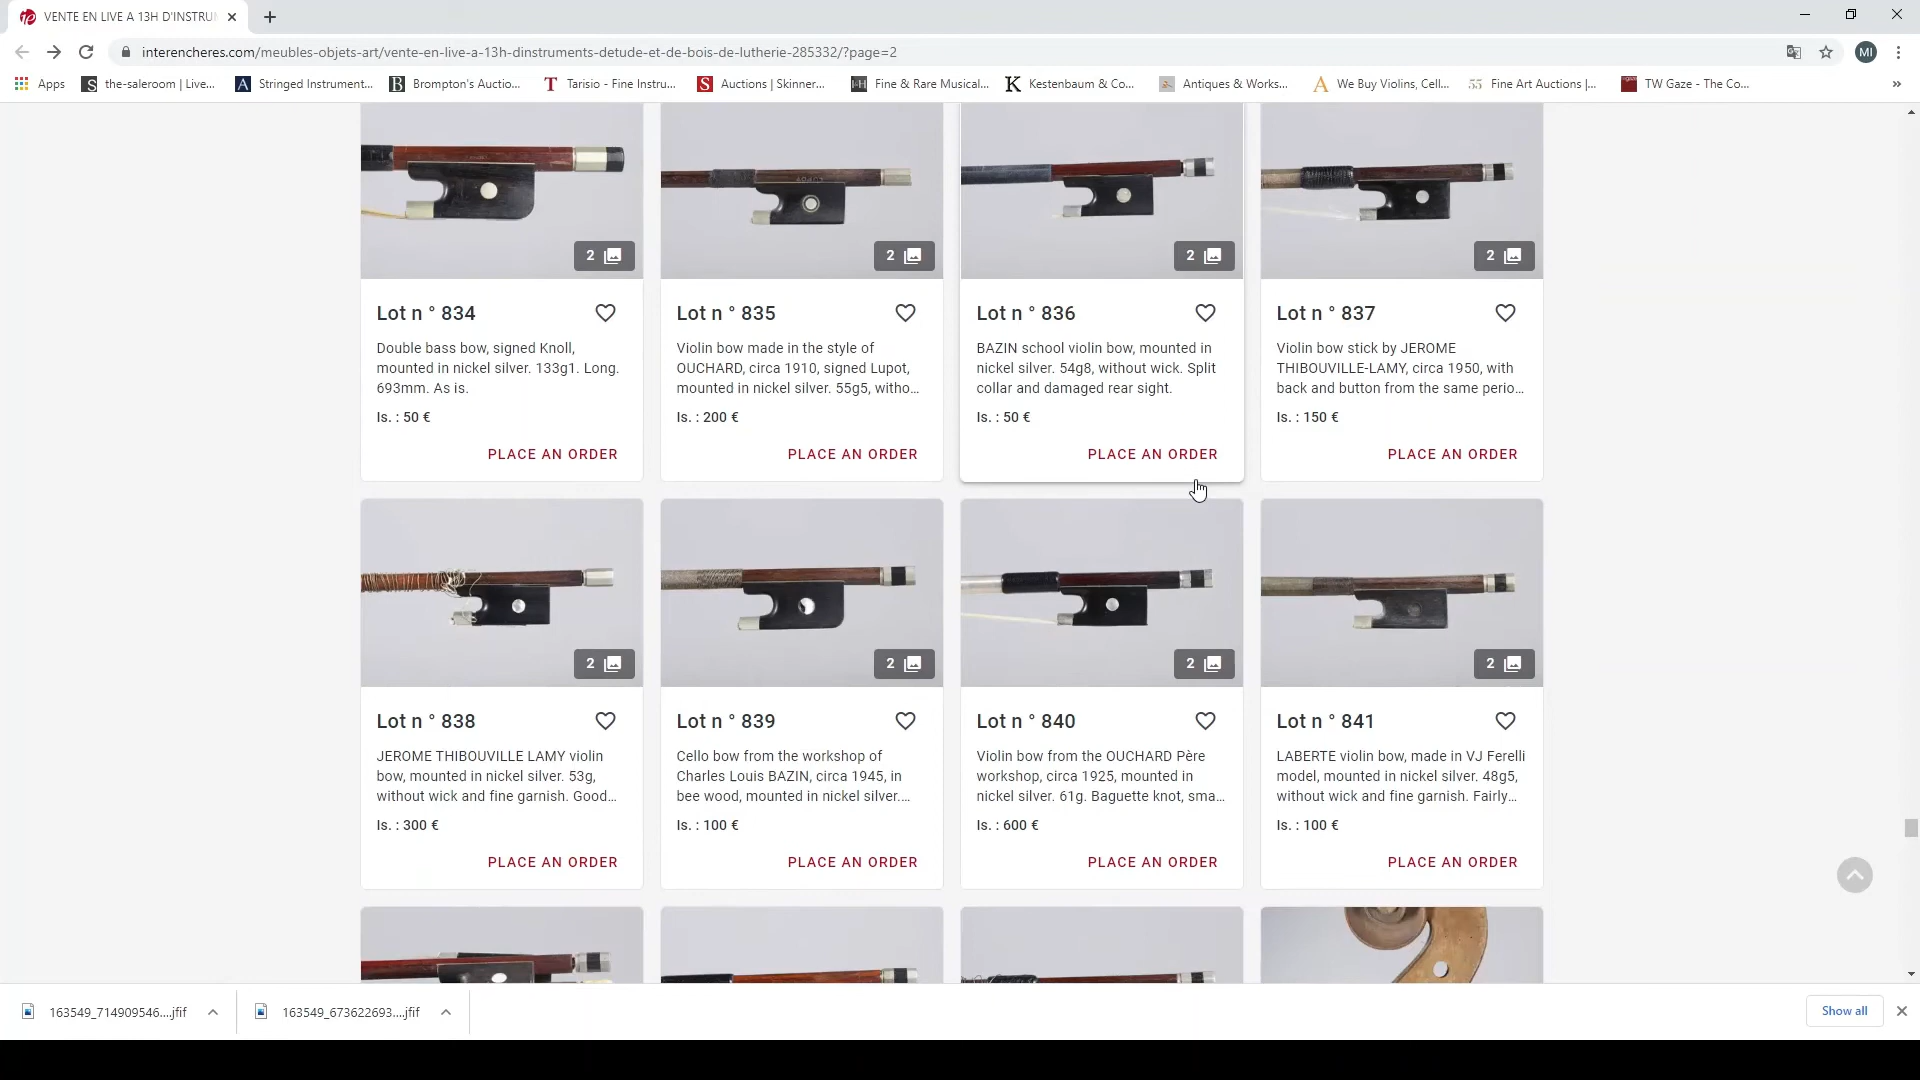 VENTE EN LIVE A 13H D'INSTRU
interencheres.com/meubles-objets-art/vente-en-live-a-13h-dinstruments-detude-et-de-bois-de-lutherie-285332/?page=2
MI
Apps
the-saleroom | Live...
Stringed Instrument...
Brompton's Auctio...
Tarisio - Fine Instru...
Auctions | Skinner...
Fine & Rare Musical...
Kestenbaum & Co...
Antiques & Works...
We Buy Violins, Cell...
Fine Art Auctions |...
TW Gaze - The Co...
»
2
2
2
2
Lot n ° 834
Double bass bow, signed Knoll,
mounted in nickel silver. 133g1. Long.
693mm. As is.
Is. : 50 €
PLACE AN ORDER
Lot n ° 835
Violin bow made in the style of
OUCHARD, circa 1910, signed Lupot,
mounted in nickel silver. 55g5, witho...
Is. : 200 €
PLACE AN ORDER
Lot n ° 836
BAZIN school violin bow, mounted in
nickel silver. 54g8, without wick. Split
collar and damaged rear sight.
Is. : 50 €
PLACE AN ORDER
Lot n ° 837
Violin bow stick by JEROME
THIBOUVILLE-LAMY, circa 1950, with
back and button from the same perio...
Is. : 150 €
PLACE AN ORDER
2
2
2
2
Lot n ° 838
JEROME THIBOUVILLE LAMY violin
bow, mounted in nickel silver. 53g,
without wick and fine garnish. Good...
Is. : 300 €
PLACE AN ORDER
Lot n ° 839
Cello bow from the workshop of
Charles Louis BAZIN, circa 1945, in
bee wood, mounted in nickel silver....
Is. : 100 €
PLACE AN ORDER
Lot n ° 840
Violin bow from the OUCHARD Père
workshop, circa 1925, mounted in
nickel silver. 61g. Baguette knot, sma...
Is. : 600 €
PLACE AN ORDER
Lot n ° 841
LABERTE violin bow, made in VJ Ferelli
model, mounted in nickel silver. 48g5,
without wick and fine garnish. Fairly...
Is. : 100 €
PLACE AN ORDER
163549_714909546....jfif
163549_673622693....jfif
Show all